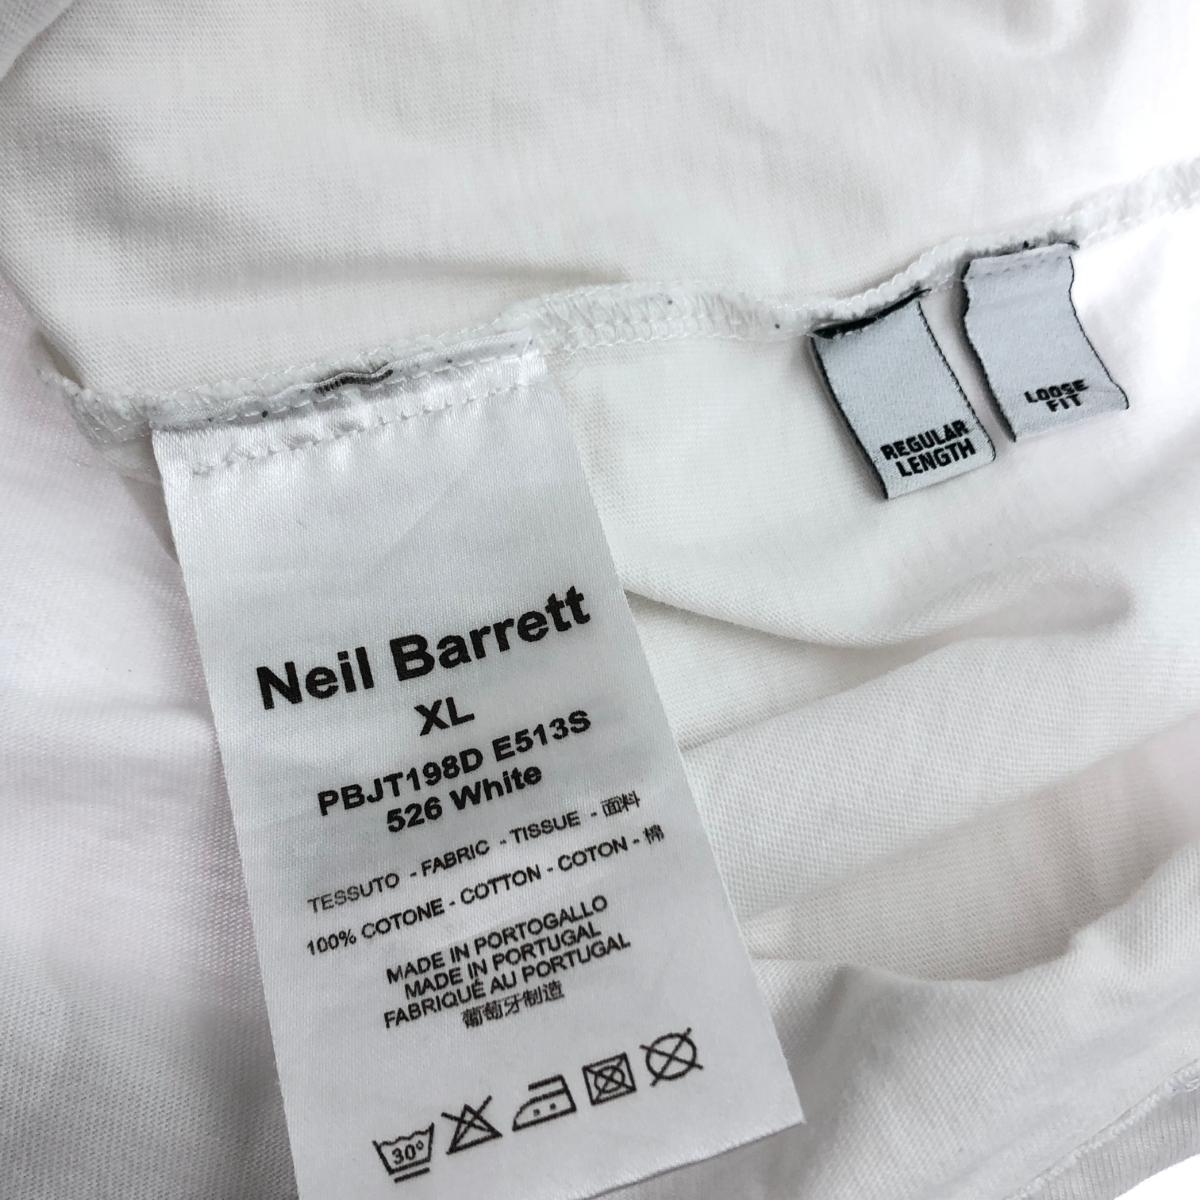 Neil Barrett
XL
PBJT198D E513S
526 White
TESSUTO - FABRIC - TISSUE - 面料
100% COTONE - COTTON - COTON - 棉
MADE IN PORTOGALLO
MADE IN PORTUGAL
FABRIQUÉ AU PORTUGAL
葡萄牙制造
30°
REGULAR
LENGTH
LOOSE
FIT